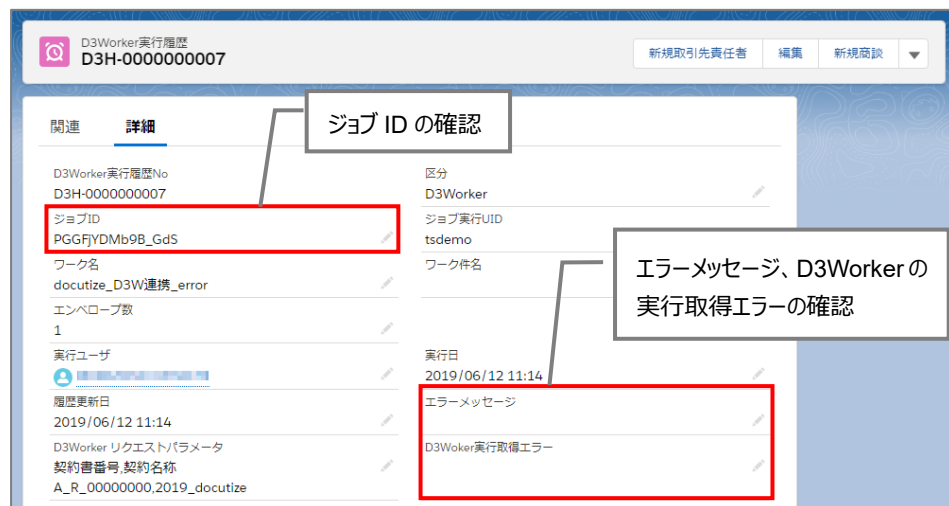 D3Worker実行履歴
D3H-0000000007
新規取引先責任者
編集
新規商談
関連
詳細
ジョブ ID の確認
D3Worker実行履歴No
D3H-0000000007
区分
D3Worker
ジョブID
PGGFjYDMb9B_GdS
ジョブ実行UID
tsdemo
ワーク名
docutize_D3W連携_error
ワーク件名
エラーメッセージ、D3Workerの
実行取得エラーの確認
エンベロープ数
1
実行ユーザ
実行日
2019/06/12 11:14
履歴更新日
2019/06/12 11:14
エラーメッセージ
D3Worker リクエストパラメータ
契約書番号,契約名称
A_R_00000000,2019_docutize
D3Woker実行取得エラー